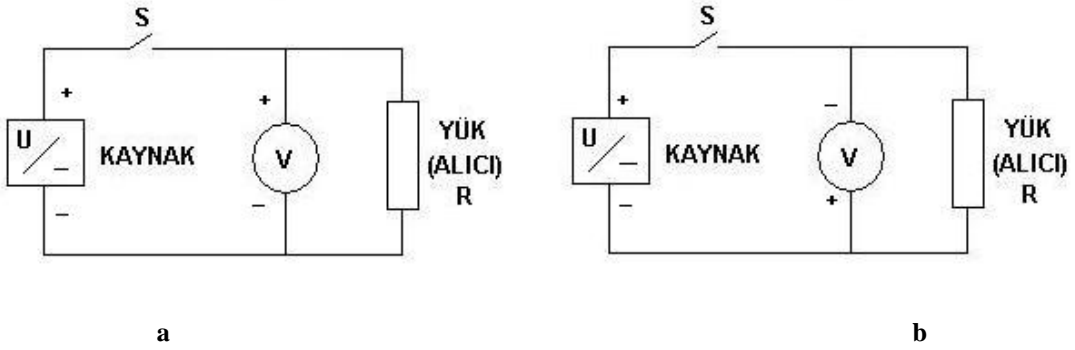 S
+
+
U
–
KAYNAK
V
YÜK
(ALICI)
R
–
–
a
S
+
–
U
–
KAYNAK
V
YÜK
(ALICI)
R
–
+
b